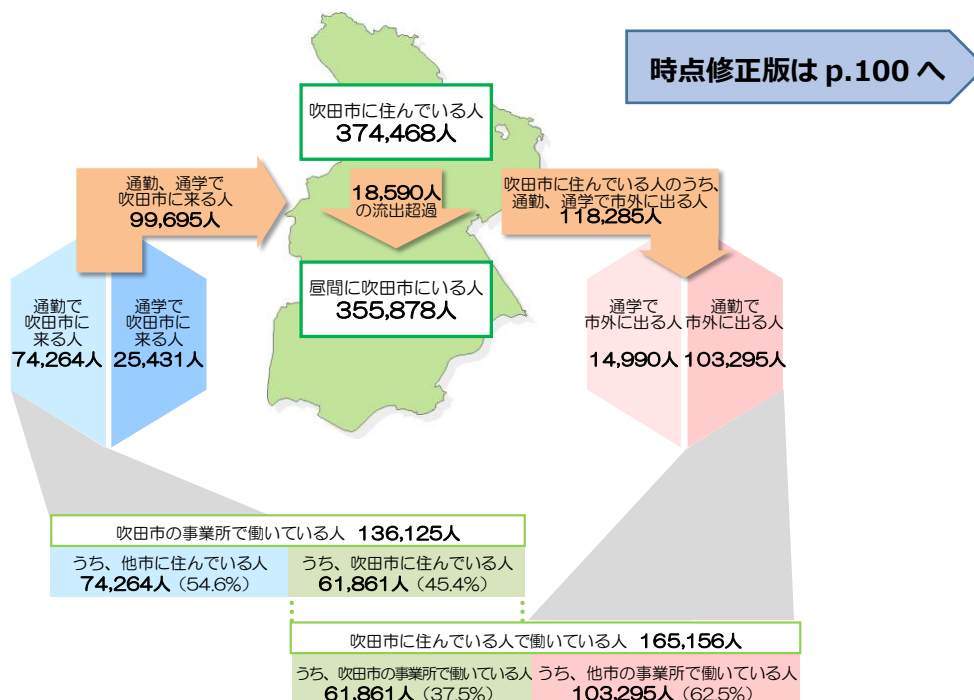 時点修正版は p.100 へ
吹田市に住んでいる人
374,468人
通勤、通学で
吹田市に来る人
99,695人
18,590人
の流出超過
吹田市に住んでいる人のうち、
通勤、通学で市外に出る人
118,285人
昼間に吹田市にいる人
355,878人
通勤で
吹田市に
来る人
74,264人
通学で
吹田市に
来る人
25,431人
通学で
市外に出る人
14,990人
通勤で
市外に出る人
103,295人
吹田市の事業所で働いている人 136,125人
うち、他市に住んでいる人
74,264人（54.6%）
うち、吹田市に住んでいる人
61,861人（45.4%）
吹田市に住んでいる人で働いている人 165,156人
うち、吹田市の事業所で働いている人
61,861人（37.5%）
うち、他市の事業所で働いている人
103,295人（62.5%）